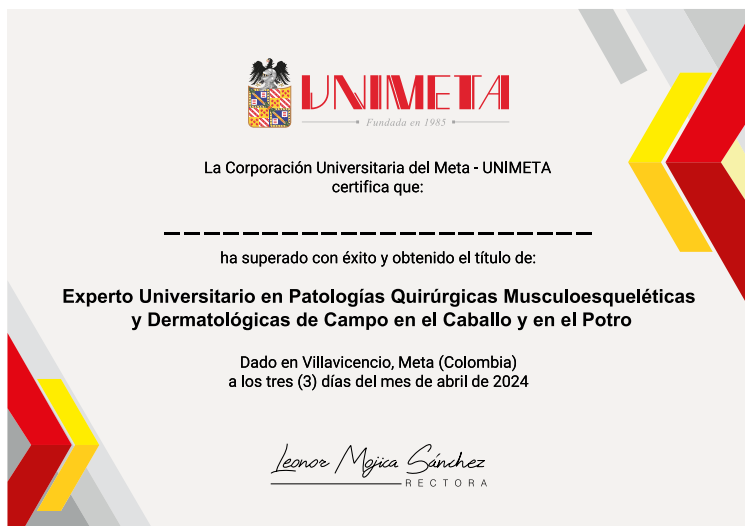 UNIMETA
Fundada en 1985
La Corporación Universitaria del Meta - UNIMETA
certifica que:
ha superado con éxito y obtenido el título de:
Experto Universitario en Patologías Quirúrgicas Musculoesqueléticas
y Dermatológicas de Campo en el Caballo y en el Potro
Dado en Villavicencio, Meta (Colombia)
a los tres (3) días del mes de abril de 2024
Leonor Mojica Sánchez
RECTORA